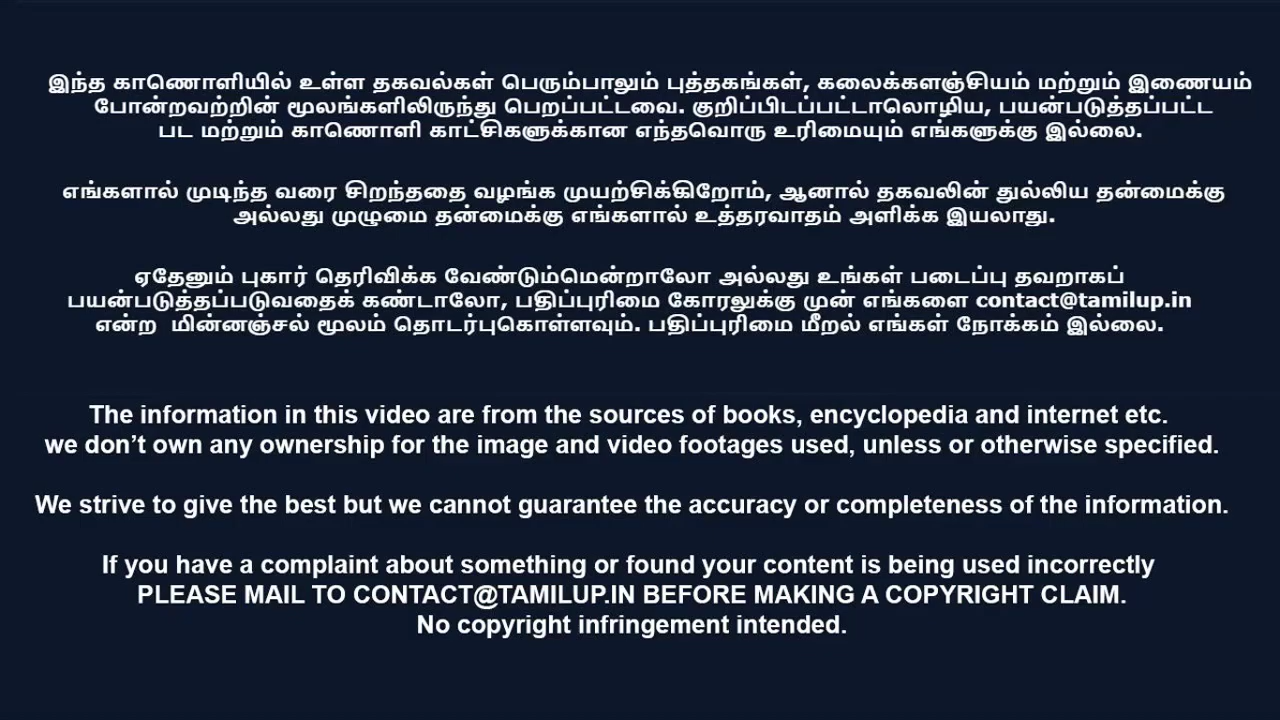 இந்த காணொளியில் உள்ள தகவல்கள் பெரும்பாலும் புத்தகங்கள், கலைக்களஞ்சியம் மற்றும் இணையம்
போன்றவற்றின் மூலங்களிலிருந்து பெறப்பட்டவை. குறிப்பிடப்பட்டாலொழிய, பயன்படுத்தப்பட்ட
பட மற்றும் காணொளி காட்சிகளுக்கான எந்தவொரு உரிமையும் எங்களுக்கு இல்லை.
எங்களால் முடிந்த வரை சிறந்ததை வழங்க முயற்சிக்கிறோம், ஆனால் தகவலின் துல்லிய தன்மைக்கு
அல்லது முழுமை தன்மைக்கு எங்களால் உத்தரவாதம் அளிக்க இயலாது.
ஏதேனும் புகார் தெரிவிக்க வேண்டும்மென்றாலோ அல்லது உங்கள் படைப்பு தவறாகப்
பயன்படுத்தப்படுவதைக் கண்டாலோ, பதிப்புரிமை கோரலுக்கு முன் எங்களை contact@tamilup.in
என்ற மின்னஞ்சல் மூலம் தொடர்புகொள்ளவும். பதிப்புரிமை மீறல் எங்கள் நோக்கம் இல்லை.
The information in this video are from the sources of books, encyclopedia and internet etc.
we don’t own any ownership for the image and video footages used, unless or otherwise specified.
We strive to give the best but we cannot guarantee the accuracy or completeness of the information.
If you have a complaint about something or found your content is being used incorrectly
PLEASE MAIL TO CONTACT@TAMILUP.IN BEFORE MAKING A COPYRIGHT CLAIM.
No copyright infringement intended.